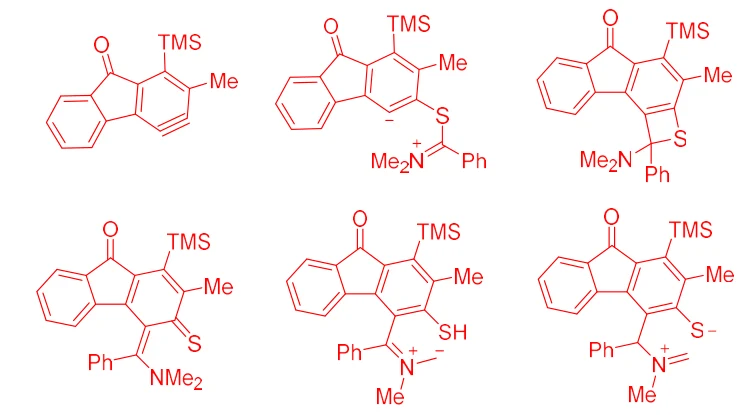 O TMS Me
O TMS Me − S + Me2N Ph
O TMS Me S Me2N Ph
O TMS Me S Ph NMe2
O TMS Me SH Ph + − N Me
O TMS Me S− Ph + N Me